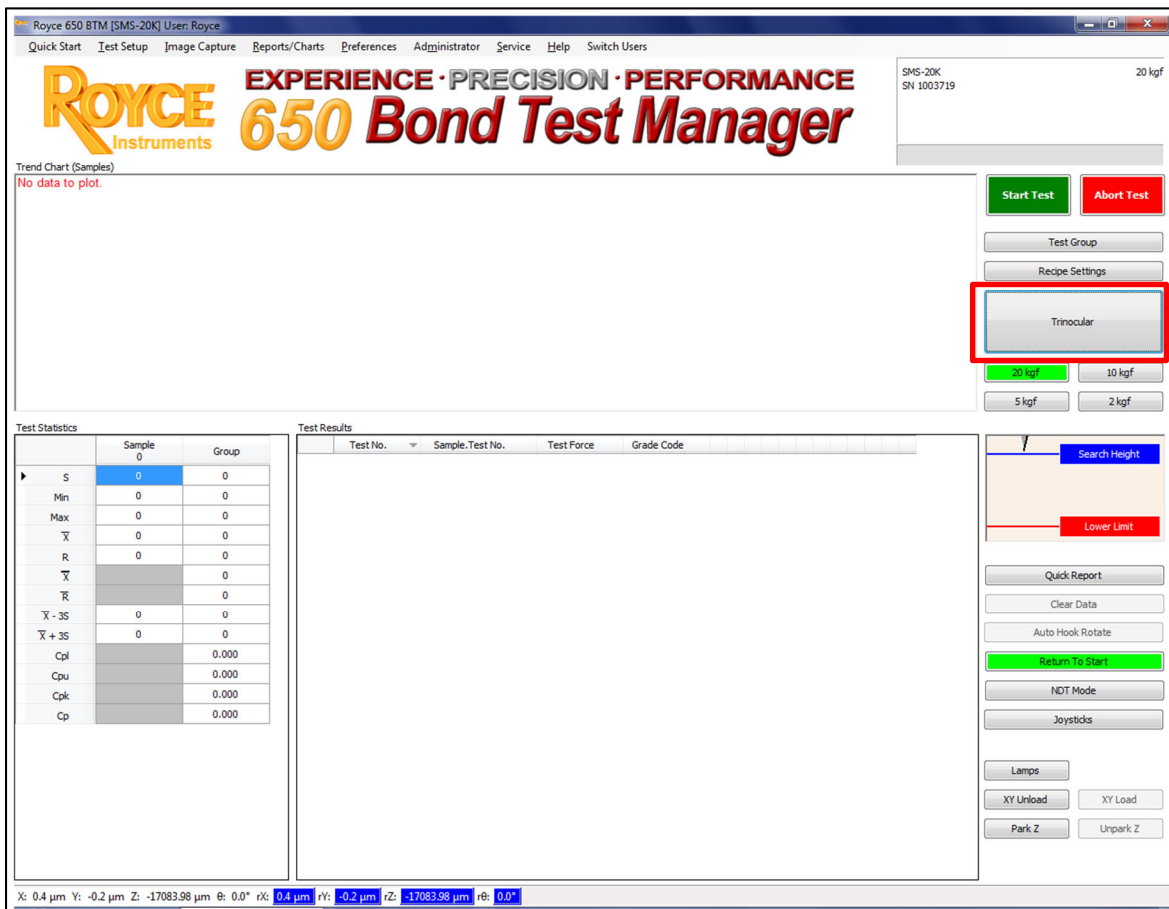 Royce 650 BTM [SMS-20K] User: Royce
Quick Start Test Setup Image Capture Reports/Charts Preferences Administrator Service Help Switch Users
ROYCE
Instruments
EXPERIENCE · PRECISION · PERFORMANCE
650 Bond Test Manager
SMS-20K 20 kgf
SN 1003719
Trend Chart (Samples)
No data to plot.
Start Test Abort Test
Test Group
Recipe Settings
Trinocular
20 kgf 10 kgf
5 kgf 2 kgf
Test Statistics
Sample
0 Group
S 0 0
Min 0 0
Max 0 0
X̅ 0 0
R 0 0
X̿ 0
R̅ 0
X̅ - 3S 0 0
X̅ + 3S 0 0
Cpl 0.000
Cpu 0.000
Cpk 0.000
Cp 0.000
Test Results
Test No. Sample.Test No. Test Force Grade Code
Search Height
Lower Limit
Quick Report
Clear Data
Auto Hook Rotate
Return To Start
NDT Mode
Joysticks
Lamps
XY Unload XY Load
Park Z Unpark Z
X: 0.4 µm Y: -0.2 µm Z: -17083.98 µm θ: 0.0° rX: 0.4 µm rY: -0.2 µm rZ: -17083.98 µm rθ: 0.0°